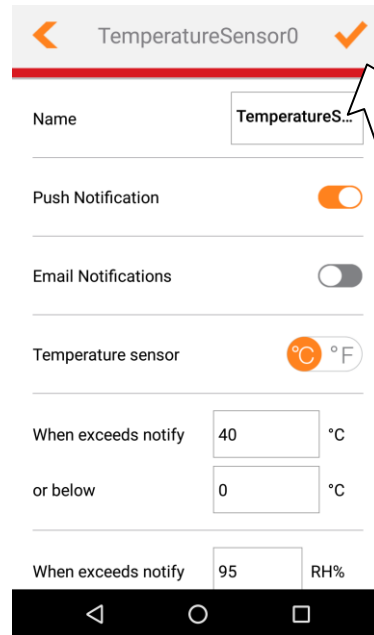 TemperatureSensor0
Name TemperatureS...
Push Notification
Email Notifications
Temperature sensor °C °F
When exceeds notify 40 °C
or below 0 °C
When exceeds notify 95 RH%